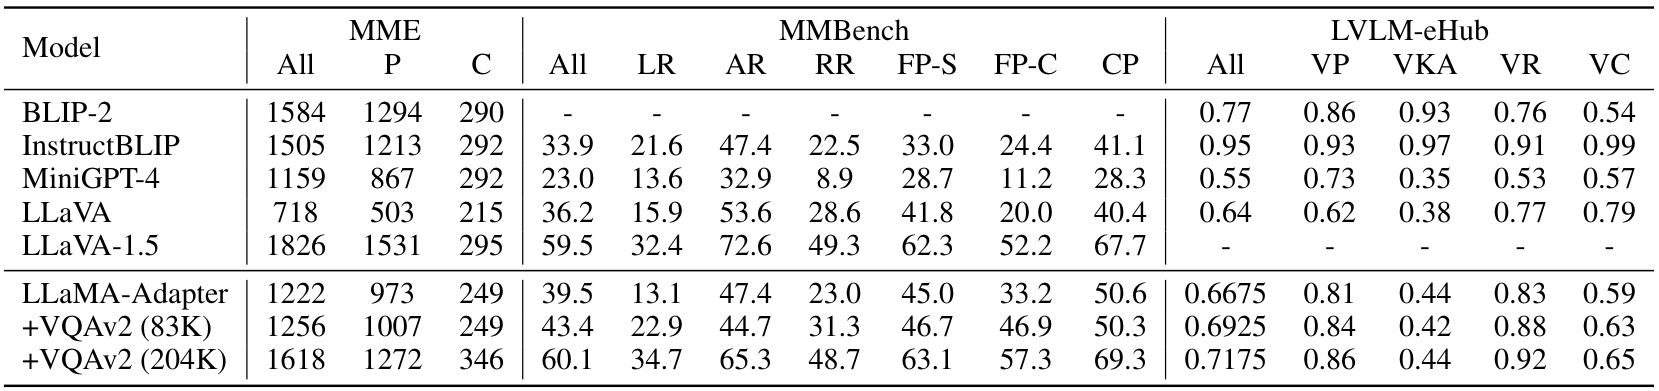 Model MME MMBench LVLM-eHub
All P C All LR AR RR FP-S FP-C CP All VP VKA VR VC
BLIP-2 1584 1294 290 - - - - - - - 0.77 0.86 0.93 0.76 0.54
InstructBLIP 1505 1213 292 33.9 21.6 47.4 22.5 33.0 24.4 41.1 0.95 0.93 0.97 0.91 0.99
MiniGPT-4 1159 867 292 23.0 13.6 32.9 8.9 28.7 11.2 28.3 0.55 0.73 0.35 0.53 0.57
LLaVA 718 503 215 36.2 15.9 53.6 28.6 41.8 20.0 40.4 0.64 0.62 0.38 0.77 0.79
LLaVA-1.5 1826 1531 295 59.5 32.4 72.6 49.3 62.3 52.2 67.7 - - - - -
LLaMA-Adapter 1222 973 249 39.5 13.1 47.4 23.0 45.0 33.2 50.6 0.6675 0.81 0.44 0.83 0.59
+VQAv2 (83K) 1256 1007 249 43.4 22.9 44.7 31.3 46.7 46.9 50.3 0.6925 0.84 0.42 0.88 0.63
+VQAv2 (204K) 1618 1272 346 60.1 34.7 65.3 48.7 63.1 57.3 69.3 0.7175 0.86 0.44 0.92 0.65